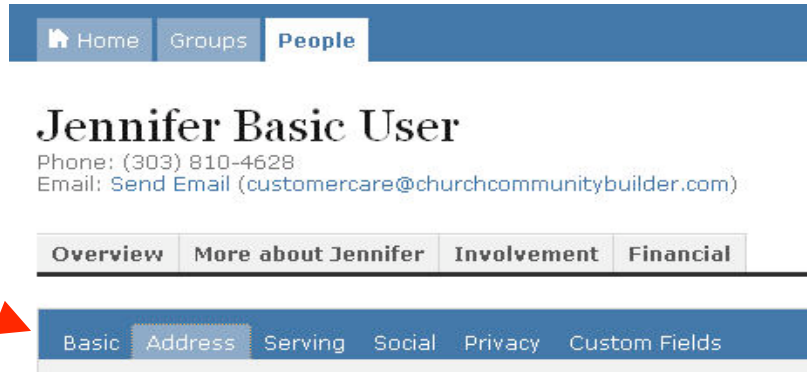 Home Groups People
Jennifer Basic User
Phone: (303) 810-4628
Email: Send Email (customercare@churchcommunitybuilder.com)
Overview More about Jennifer Involvement Financial
Basic Address Serving Social Privacy Custom Fields